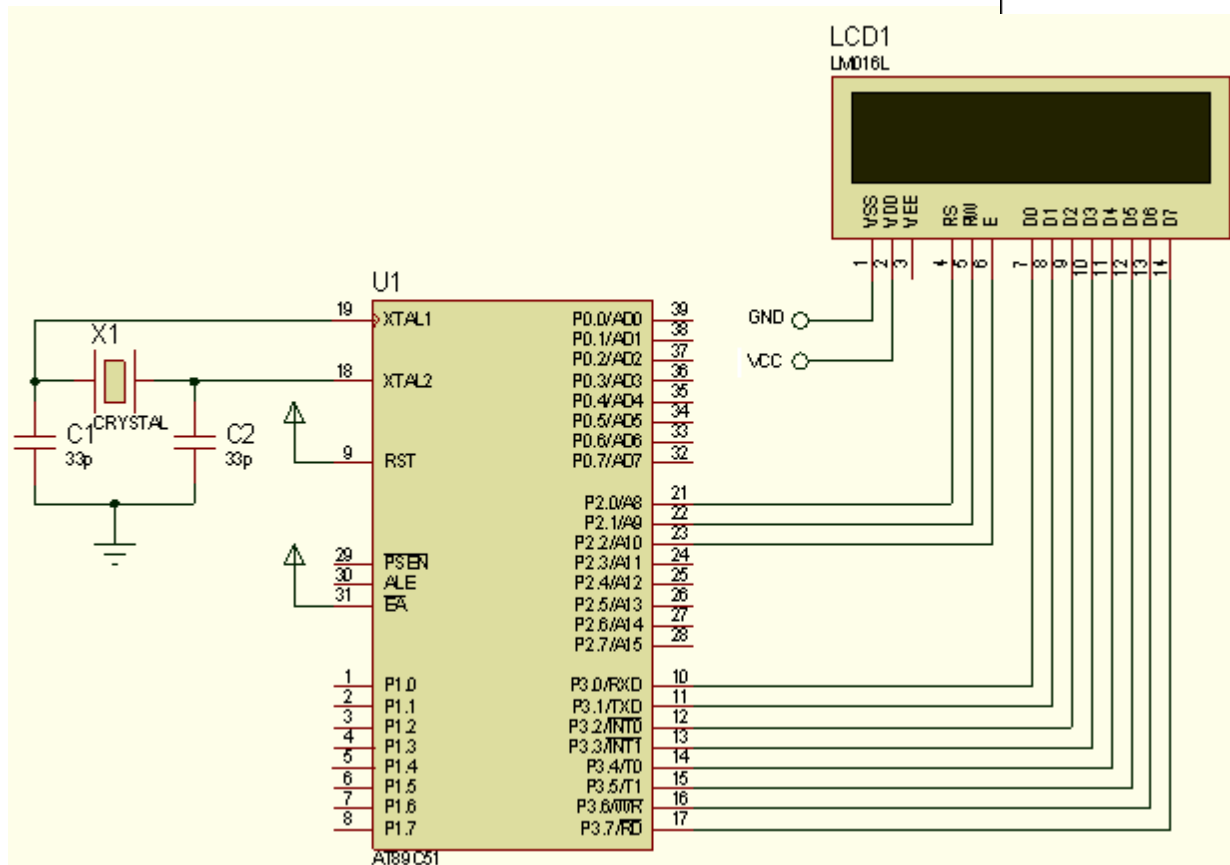 LCD1
LM016L
VSS
VDD
VEE
RS
RW
E
D0
D1
D2
D3
D4
D5
D6
D7
1
2
3
4
5
6
7
8
9
10
11
12
13
14
GND
VCC
U1
X1
CRYSTAL
C1
33p
C2
33p
19 XTAL1
18 XTAL2
9 RST
29 PSEN
30 ALE
31 EA
1 P1.0
2 P1.1
3 P1.2
4 P1.3
5 P1.4
6 P1.5
7 P1.6
8 P1.7
P0.0/AD0 39
P0.1/AD1 38
P0.2/AD2 37
P0.3/AD3 36
P0.4/AD4 35
P0.5/AD5 34
P0.6/AD6 33
P0.7/AD7 32
P2.0/A8 21
P2.1/A9 22
P2.2/A10 23
P2.3/A11 24
P2.4/A12 25
P2.5/A13 26
P2.6/A14 27
P2.7/A15 28
P3.0/RXD 10
P3.1/TXD 11
P3.2/INT0 12
P3.3/INT1 13
P3.4/T0 14
P3.5/T1 15
P3.6/WR 16
P3.7/RD 17
AT89C51